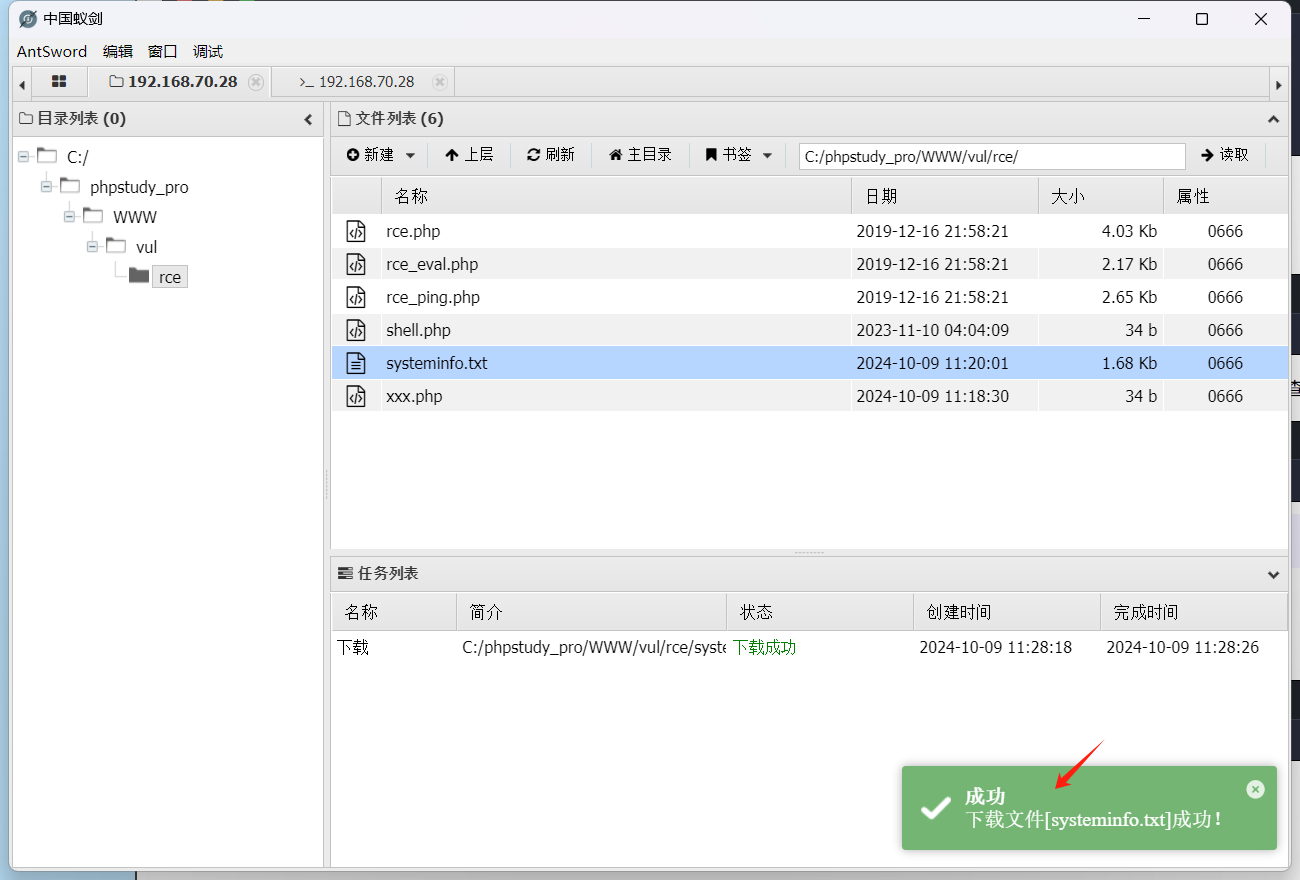 中国蚁剑
AntSword 编辑 窗口 调试
192.168.70.28 >_ 192.168.70.28
目录列表 (0)
C:/
phpstudy_pro
WWW
vul
rce
文件列表 (6)
新建 上层 刷新 主目录 书签 C:/phpstudy_pro/WWW/vul/rce/ 读取
名称 日期 大小 属性
rce.php 2019-12-16 21:58:21 4.03 Kb 0666
rce_eval.php 2019-12-16 21:58:21 2.17 Kb 0666
rce_ping.php 2019-12-16 21:58:21 2.65 Kb 0666
shell.php 2023-11-10 04:04:09 34 b 0666
systeminfo.txt 2024-10-09 11:20:01 1.68 Kb 0666
xxx.php 2024-10-09 11:18:30 34 b 0666
任务列表
名称 简介 状态 创建时间 完成时间
下载 C:/phpstudy_pro/WWW/vul/rce/syste 下载成功 2024-10-09 11:28:18 2024-10-09 11:28:26
成功
下载文件[systeminfo.txt]成功！